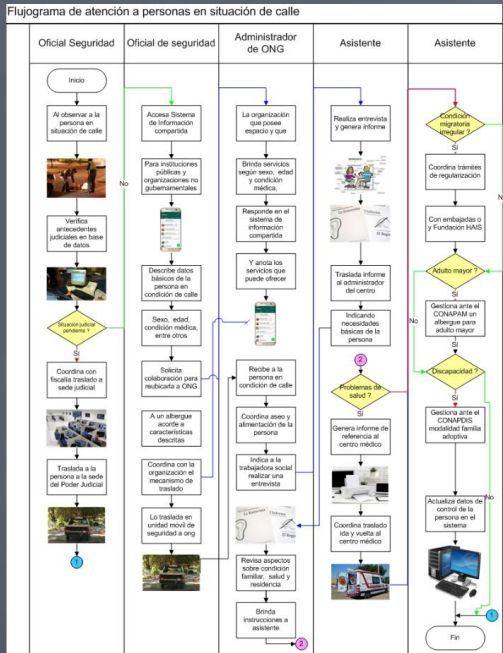 Flujograma de atención a personas en situación de calle
Oficial Seguridad
Oficial de seguridad
Administrador
de ONG
Asistente
Asistente
Inicio
Al observar a la
persona en
situación de calle
Verifica
antecedentes
judiciales en base
de datos
Situación judicial
pendiente ?
No
Sí
Coordina con
fiscalía traslado a
sede judicial
Traslada a la
persona a la sede
del Poder Judicial
1
Accesa Sistema
de Información
compartida
Para instituciones
públicas y
organizaciones no
gubernamentales
Describe datos
básicos de la
persona en
condición de calle
Sexo, edad,
condición médica,
entre otros
Solicita
colaboración para
reubicarla a ONG
A un albergue
acorde a
características
descritas
Coordina con la
organización el
mecanismo de
traslado
Lo traslada en
unidad móvil de
seguridad a ong
La organización
que posee
espacio y que
Brinda servicios
según sexo, edad
y condición
médica,
Responde en el
sistema de
información
compartida
Y anota los
servicios que
puede ofrecer
Recibe a la
persona en
condición de calle
Coordina aseo y
alimentación de la
persona
Indica a la
trabajadora social
realizar una
entrevista
Revisa aspectos
sobre condición
familiar, salud y
residencia
Brinda
instrucciones a
asistente
2
Realiza entrevista
y genera informe
Traslada informe
al administrador
del centro
Indicando
necesidades
básicas de la
persona
2
Problemas de
salud ?
No
Sí
Genera informe de
referencia al
centro médico
Coordina traslado
ida y vuelta al
centro médico
Condición
migratoria
irregular ?
Sí
No
Coordina trámites
de regularización
Con embajadas o
y Fundación HAIS
Adulto mayor ?
Sí
No
Gestiona ante el
CONAPAM un
albergue para
adulto mayor
Discapacidad ?
Sí
No
Gestiona ante el
CONAPDIS
modalidad familia
adoptiva
Actualiza datos de
control de la
persona en el
sistema
1
Fin